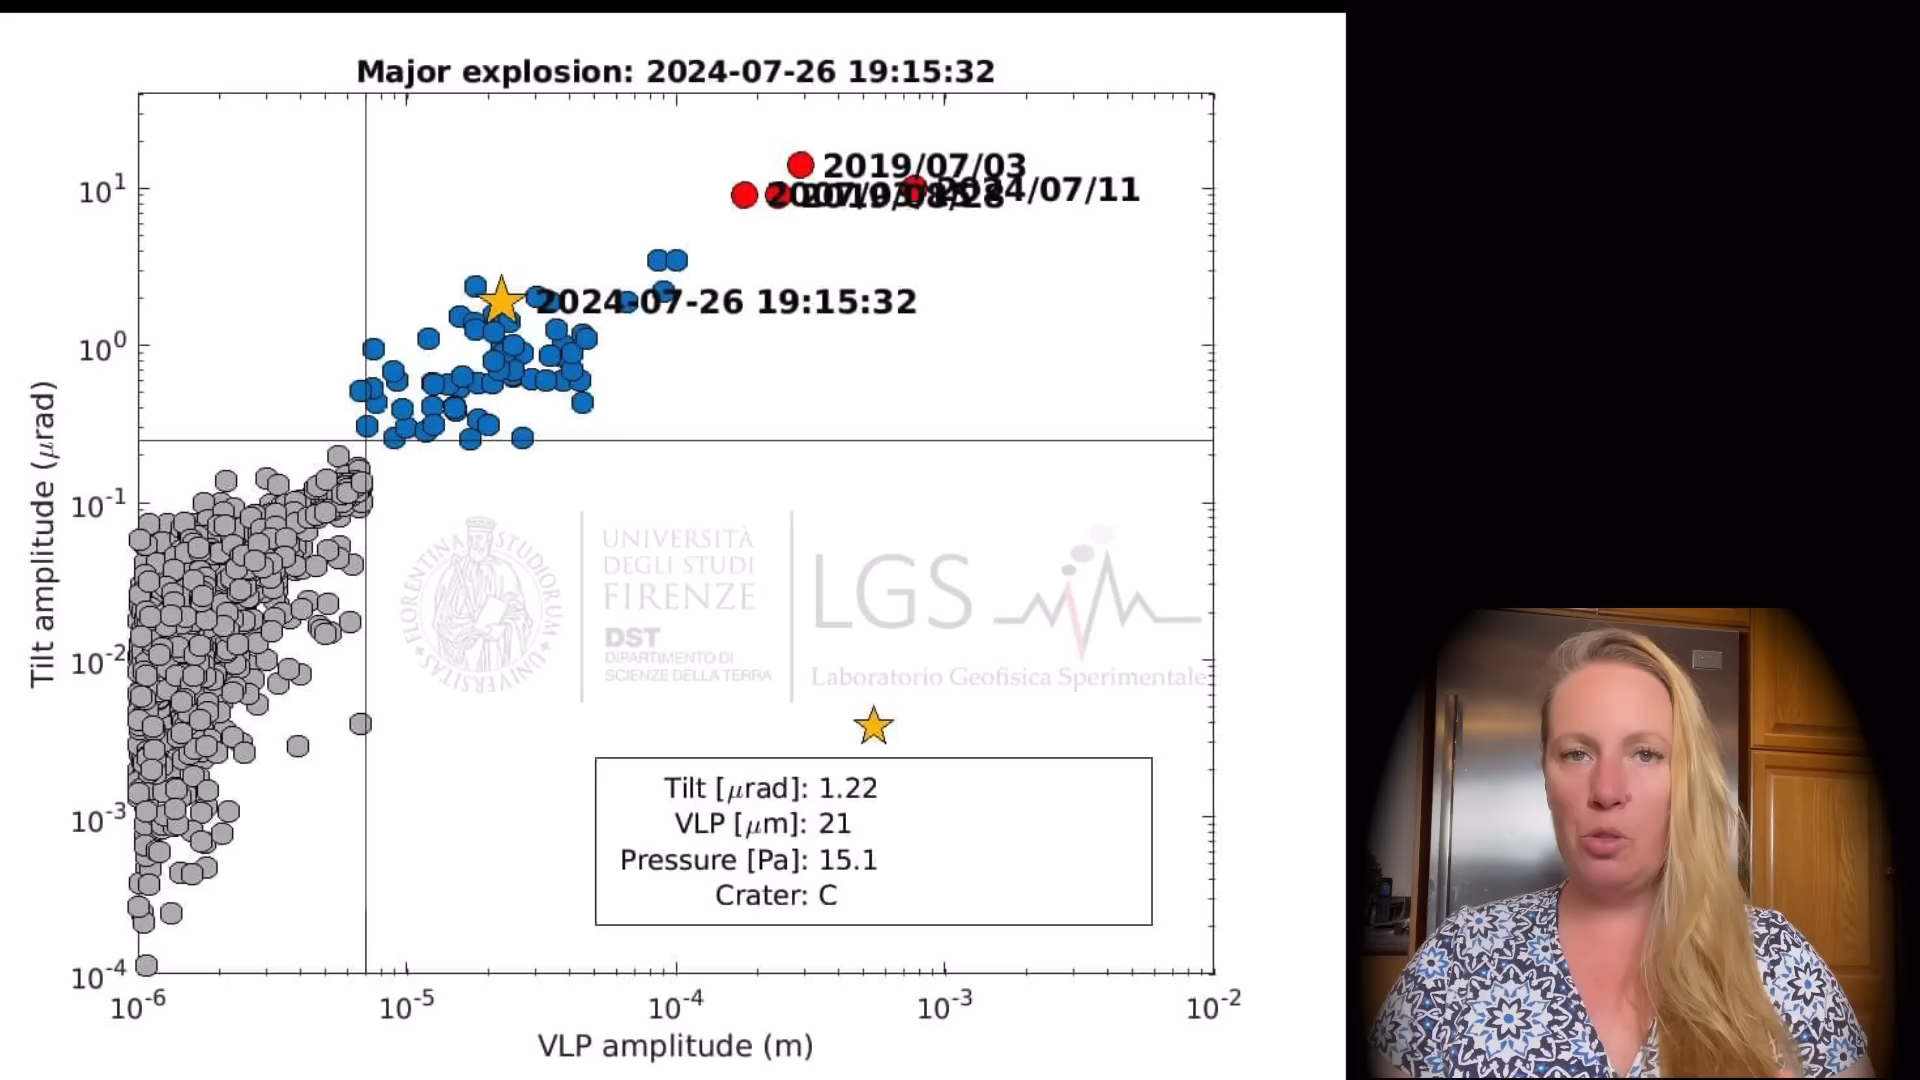 Major explosion: 2024-07-26 19:15:32
2019/07/03
2024/07/11
2024-07-26 19:15:32
Tilt amplitude (μrad)
10¹
10⁰
10⁻¹
10⁻²
10⁻³
10⁻⁴
FLORENTINA STUDIORUM UNIVERSITAS
UNIVERSITÀ
DEGLI STUDI
FIRENZE
DST
DIPARTIMENTO DI
SCIENZE DELLA TERRA
LGS
Laboratorio Geofisica Sperimentale
Tilt [μrad]: 1.22
VLP [μm]: 21
Pressure [Pa]: 15.1
Crater: C
10⁻⁶ 10⁻⁵ 10⁻⁴ 10⁻³ 10⁻²
VLP amplitude (m)